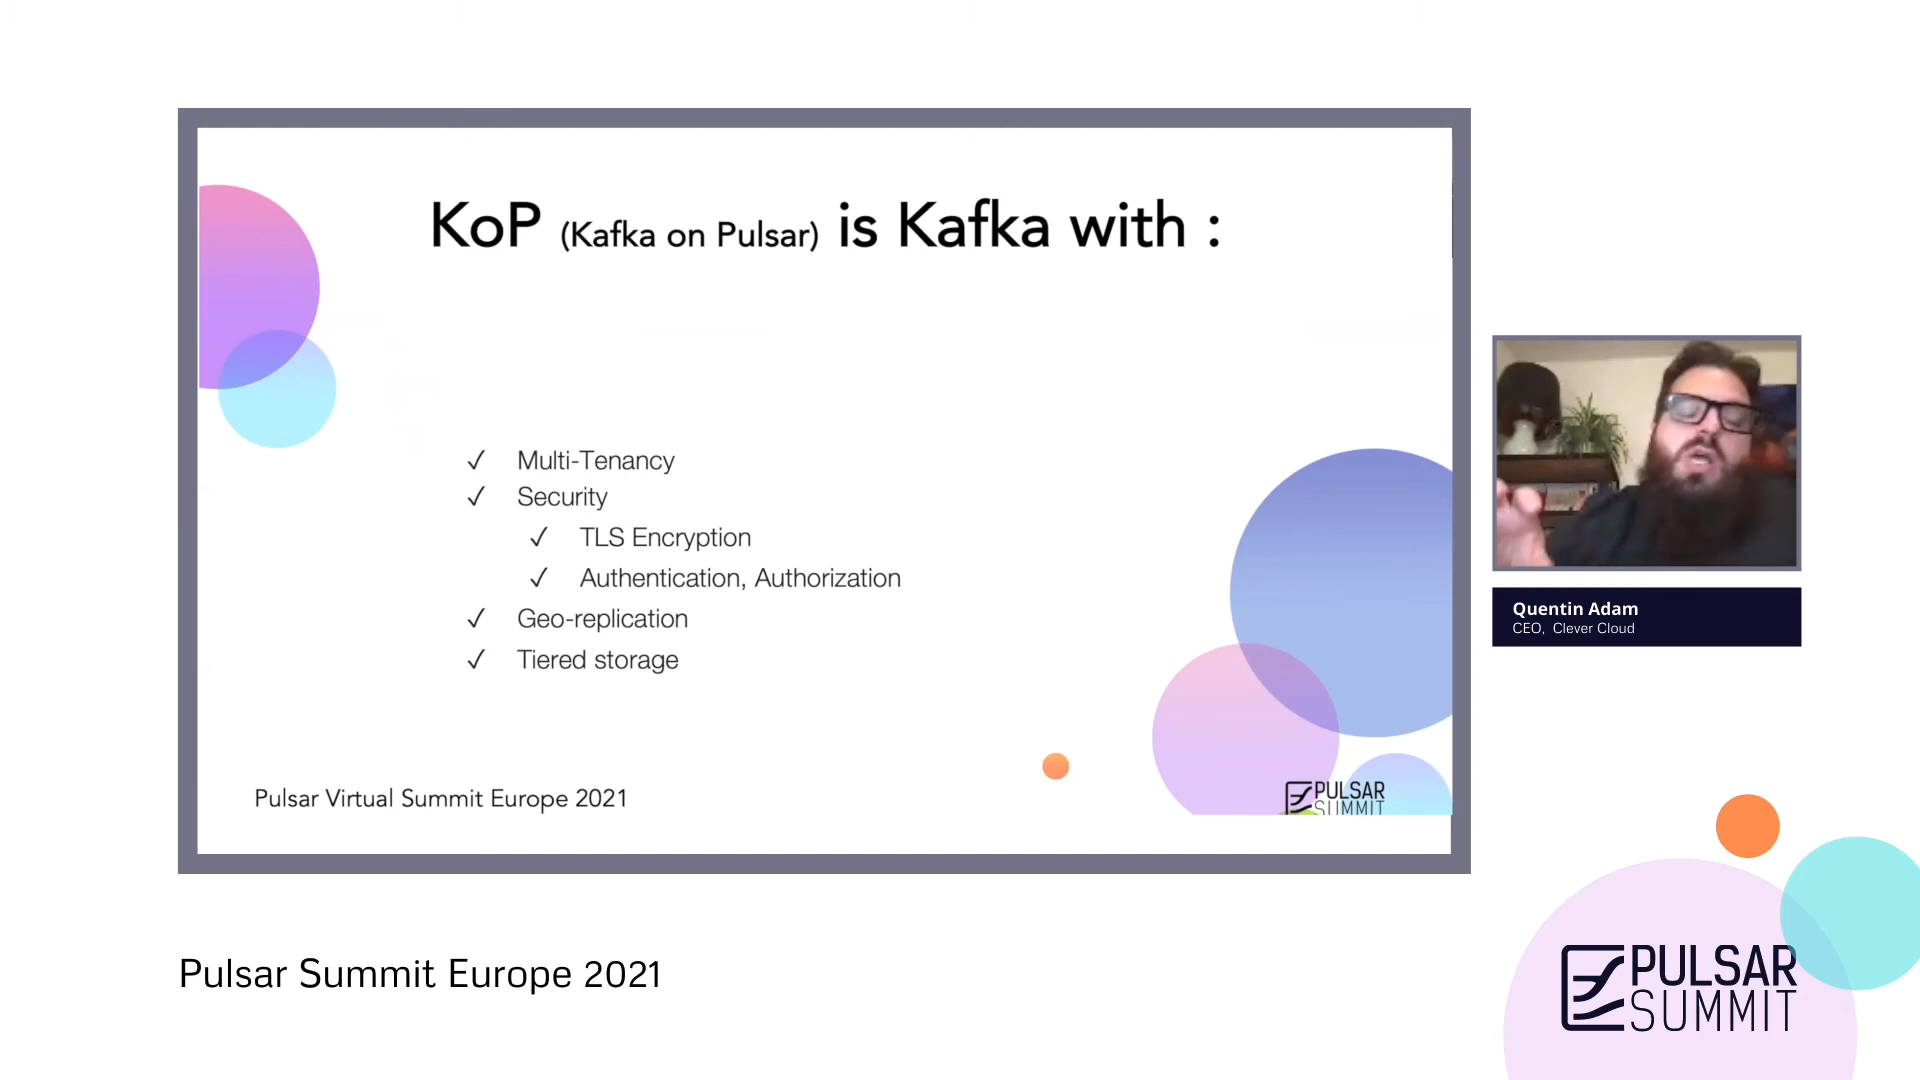 KoP (Kafka on Pulsar) is Kafka with :
✓ Multi-Tenancy
✓ Security
✓ TLS Encryption
✓ Authentication, Authorization
✓ Geo-replication
✓ Tiered storage
Pulsar Virtual Summit Europe 2021
PULSAR
SUMMIT
Quentin Adam
CEO, Clever Cloud
Pulsar Summit Europe 2021
PULSAR
SUMMIT